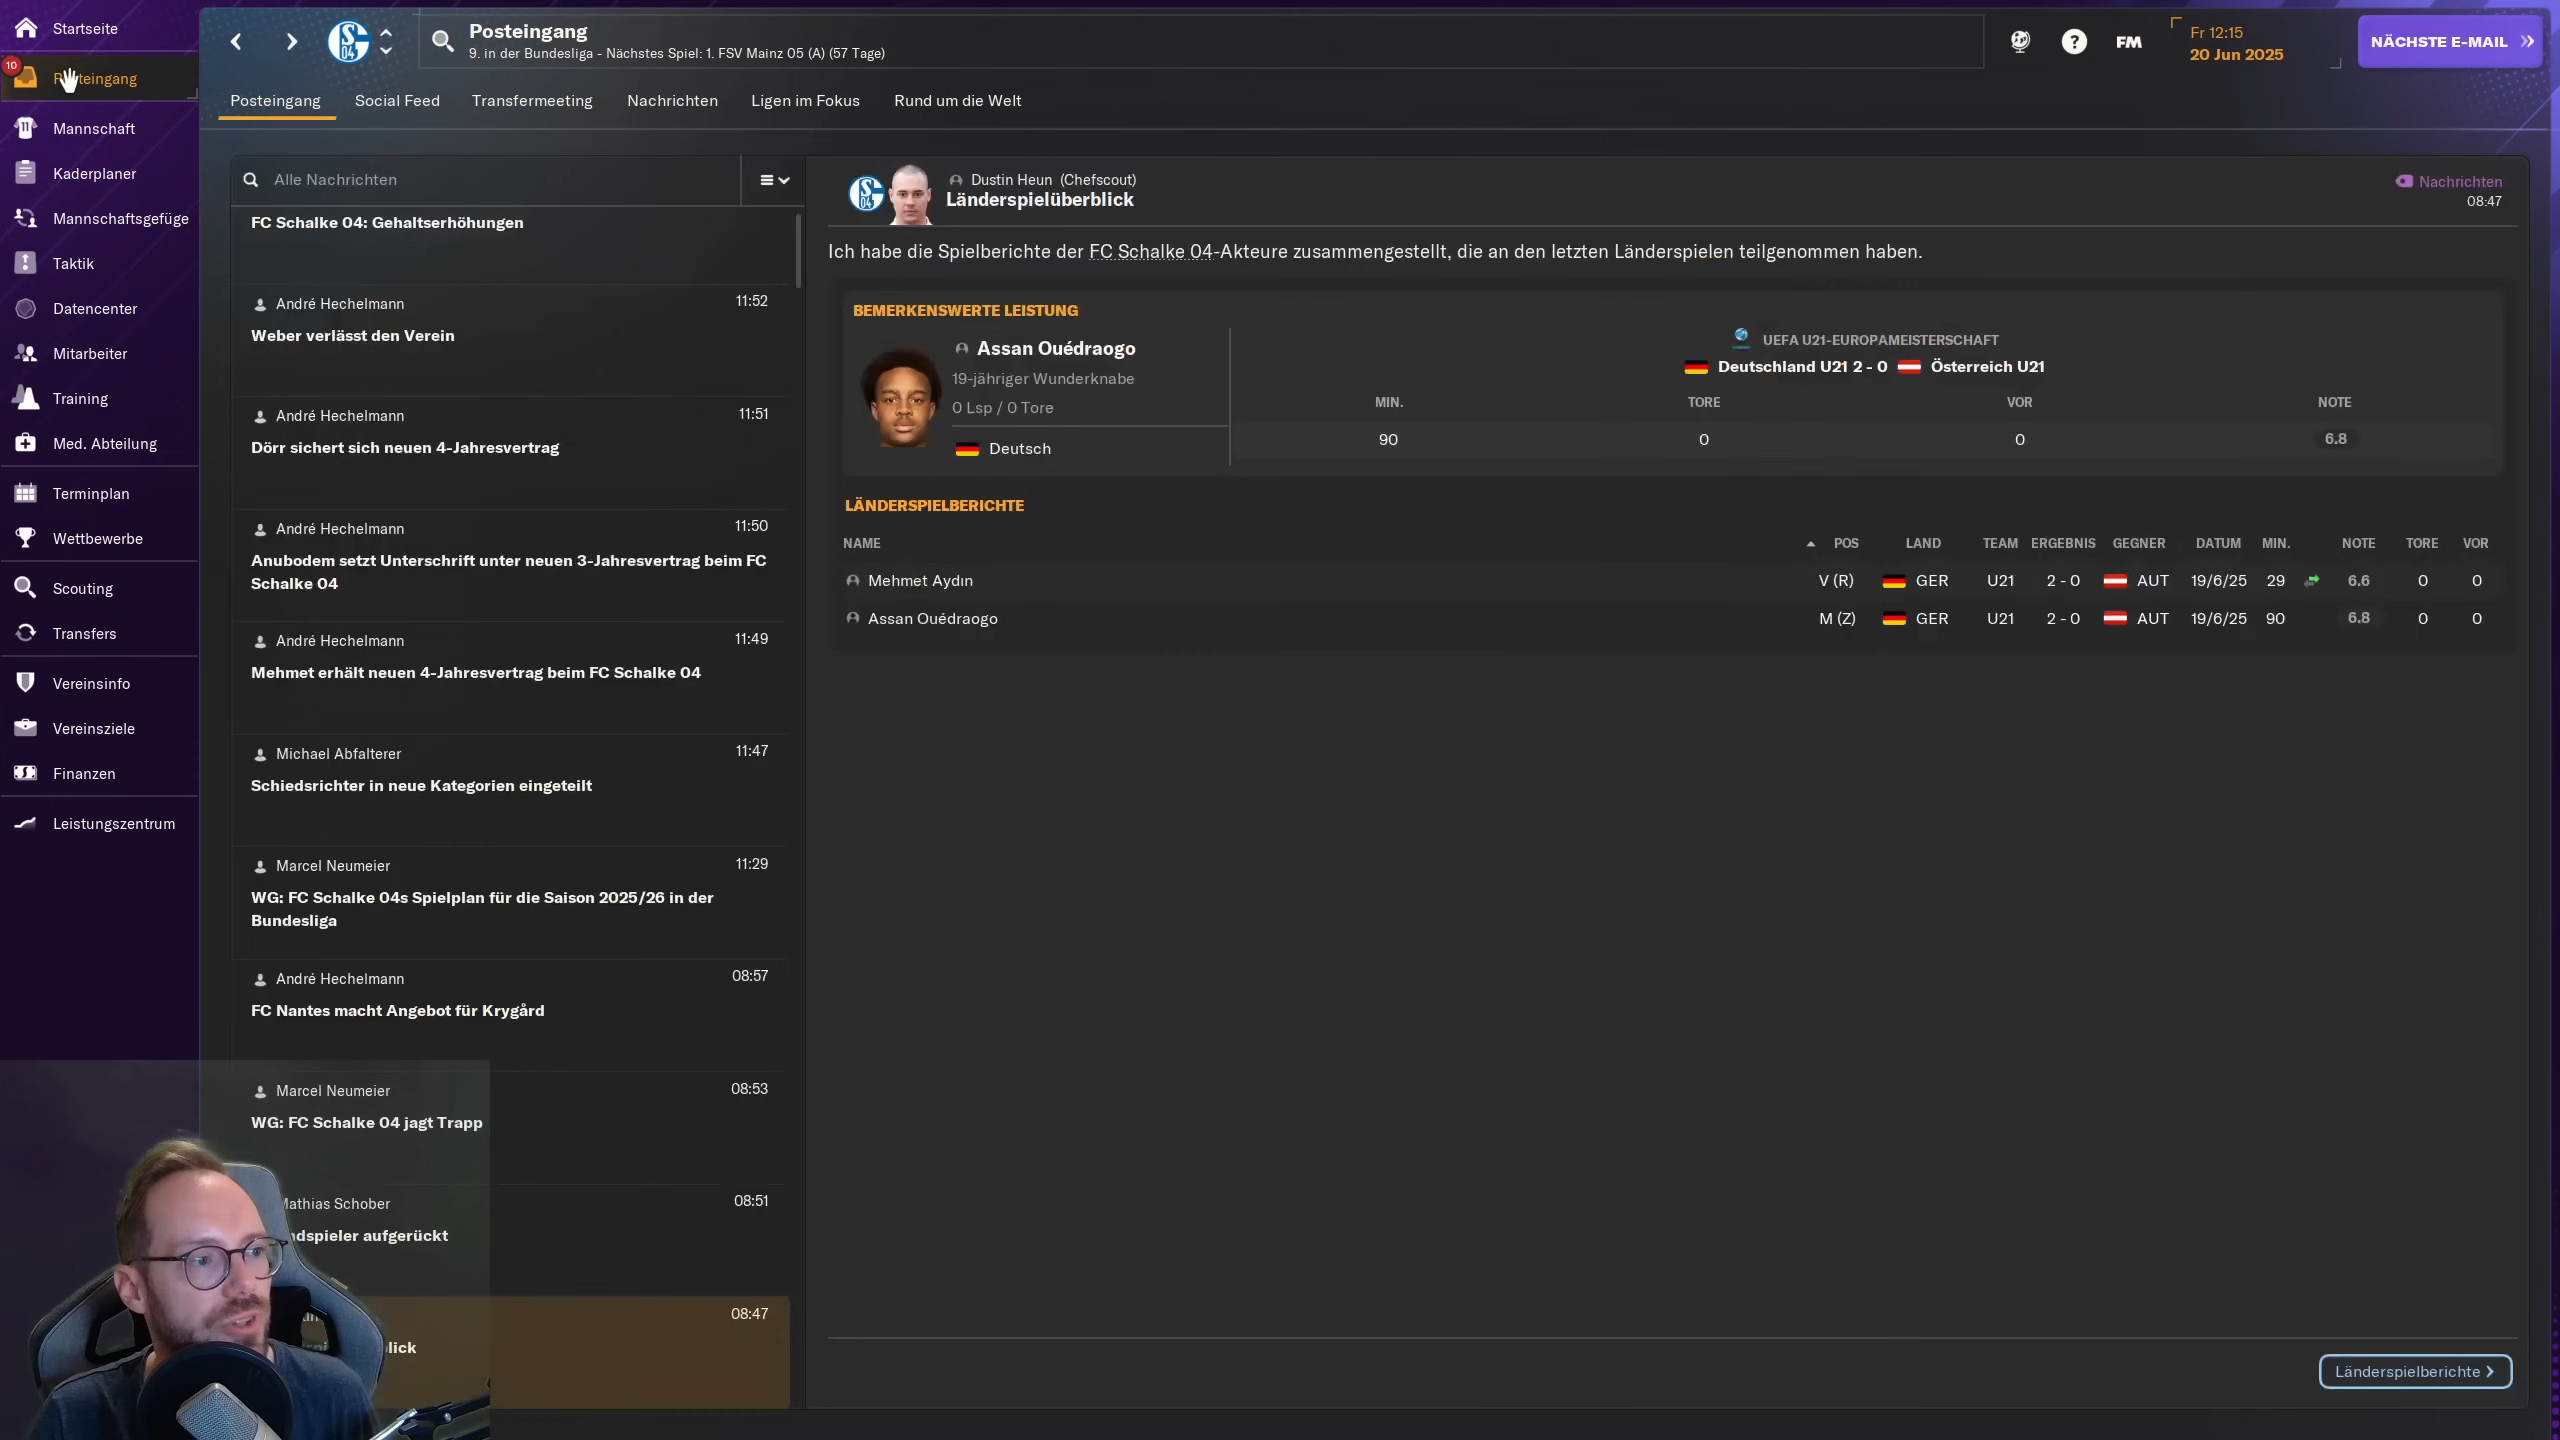 Startseite
10
Mannschaft
Kaderplaner
Mannschaftsgefüge
Taktik
Datencenter
Mitarbeiter
Training
Med. Abteilung
Terminplan
Wettbewerbe
Scouting
Transfers
Vereinsinfo
Vereinsziele
Finanzen
Leistungszentrum
Posteingang
9. in der Bundesliga - Nächstes Spiel: 1. FSV Mainz 05 (A) (57 Tage)
FM
Fr 12:15
20 Jun 2025
NÄCHSTE E-MAIL
Posteingang Social Feed Transfermeeting Nachrichten Ligen im Fokus Rund um die Welt
Alle Nachrichten
FC Schalke 04: Gehaltserhöhungen
André Hechelmann 11:52
Weber verlässt den Verein
André Hechelmann 11:51
Dörr sichert sich neuen 4-Jahresvertrag
André Hechelmann 11:50
Anubodem setzt Unterschrift unter neuen 3-Jahresvertrag beim FC
Schalke 04
André Hechelmann 11:49
Mehmet erhält neuen 4-Jahresvertrag beim FC Schalke 04
Michael Abfalterer 11:47
Schiedsrichter in neue Kategorien eingeteilt
Marcel Neumeier 11:29
WG: FC Schalke 04s Spielplan für die Saison 2025/26 in der
Bundesliga
André Hechelmann 08:57
FC Nantes macht Angebot für Krygård
Marcel Neumeier 08:53
WG: FC Schalke 04 jagt Trapp
Mathias Schober 08:51
aufgerückt
08:47
Dustin Heun (Chefscout)
Länderspielüberblick
Nachrichten
08:47
Ich habe die Spielberichte der FC Schalke 04-Akteure zusammengestellt, die an den letzten Länderspielen teilgenommen haben.
BEMERKENSWERTE LEISTUNG
Assan Ouédraogo
19-jähriger Wunderknabe
0 Lsp / 0 Tore
Deutsch
UEFA U21-EUROPAMEISTERSCHAFT
Deutschland U21 2 - 0 Österreich U21
MIN. TORE VOR NOTE
90 0 0 6.8
LÄNDERSPIELBERICHTE
NAME POS LAND TEAM ERGEBNIS GEGNER DATUM MIN. NOTE TORE VOR
Mehmet Aydın V (R) GER U21 2 - 0 AUT 19/6/25 29 6.6 0 0
Assan Ouédraogo M (Z) GER U21 2 - 0 AUT 19/6/25 90 6.8 0 0
Länderspielberichte